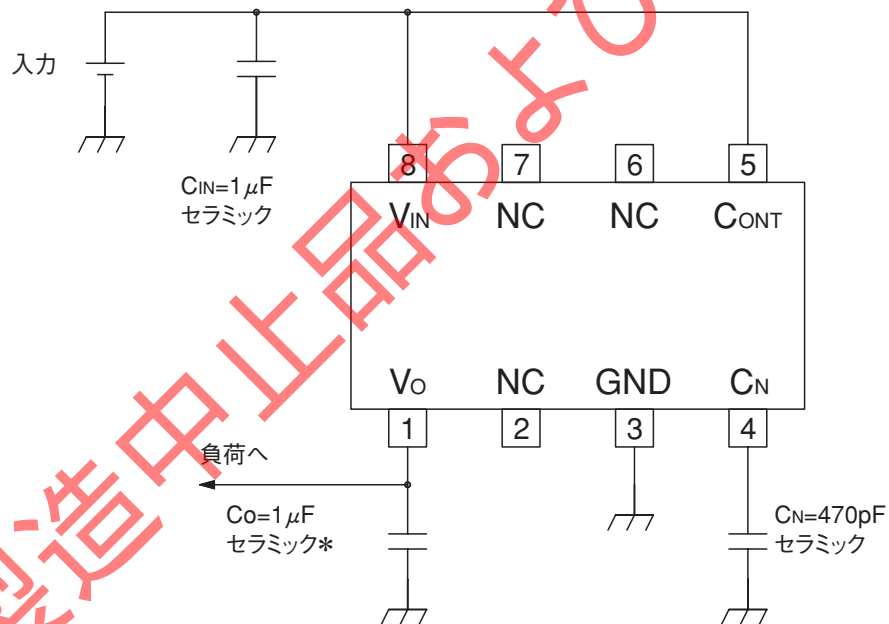 入力
CIN=1μF
セラミック
8 7 6 5
VIN NC NC CONT
VO NC GND CN
1 2 3 4
負荷へ
Co=1μF
セラミック*
CN=470pF
セラミック
製造中止品およひ